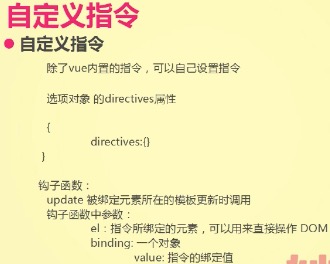 自定义指令
自定义指令
除了vue内置的指令，可以自己设置指令
选项对象 的directives属性
{
directives:{}
}
钩子函数：
update 被绑定元素所在的模板更新时调用
钩子函数中参数：
el：指令所绑定的元素，可以用来直接操作 DOM
binding: 一个对象
value: 指令的绑定值